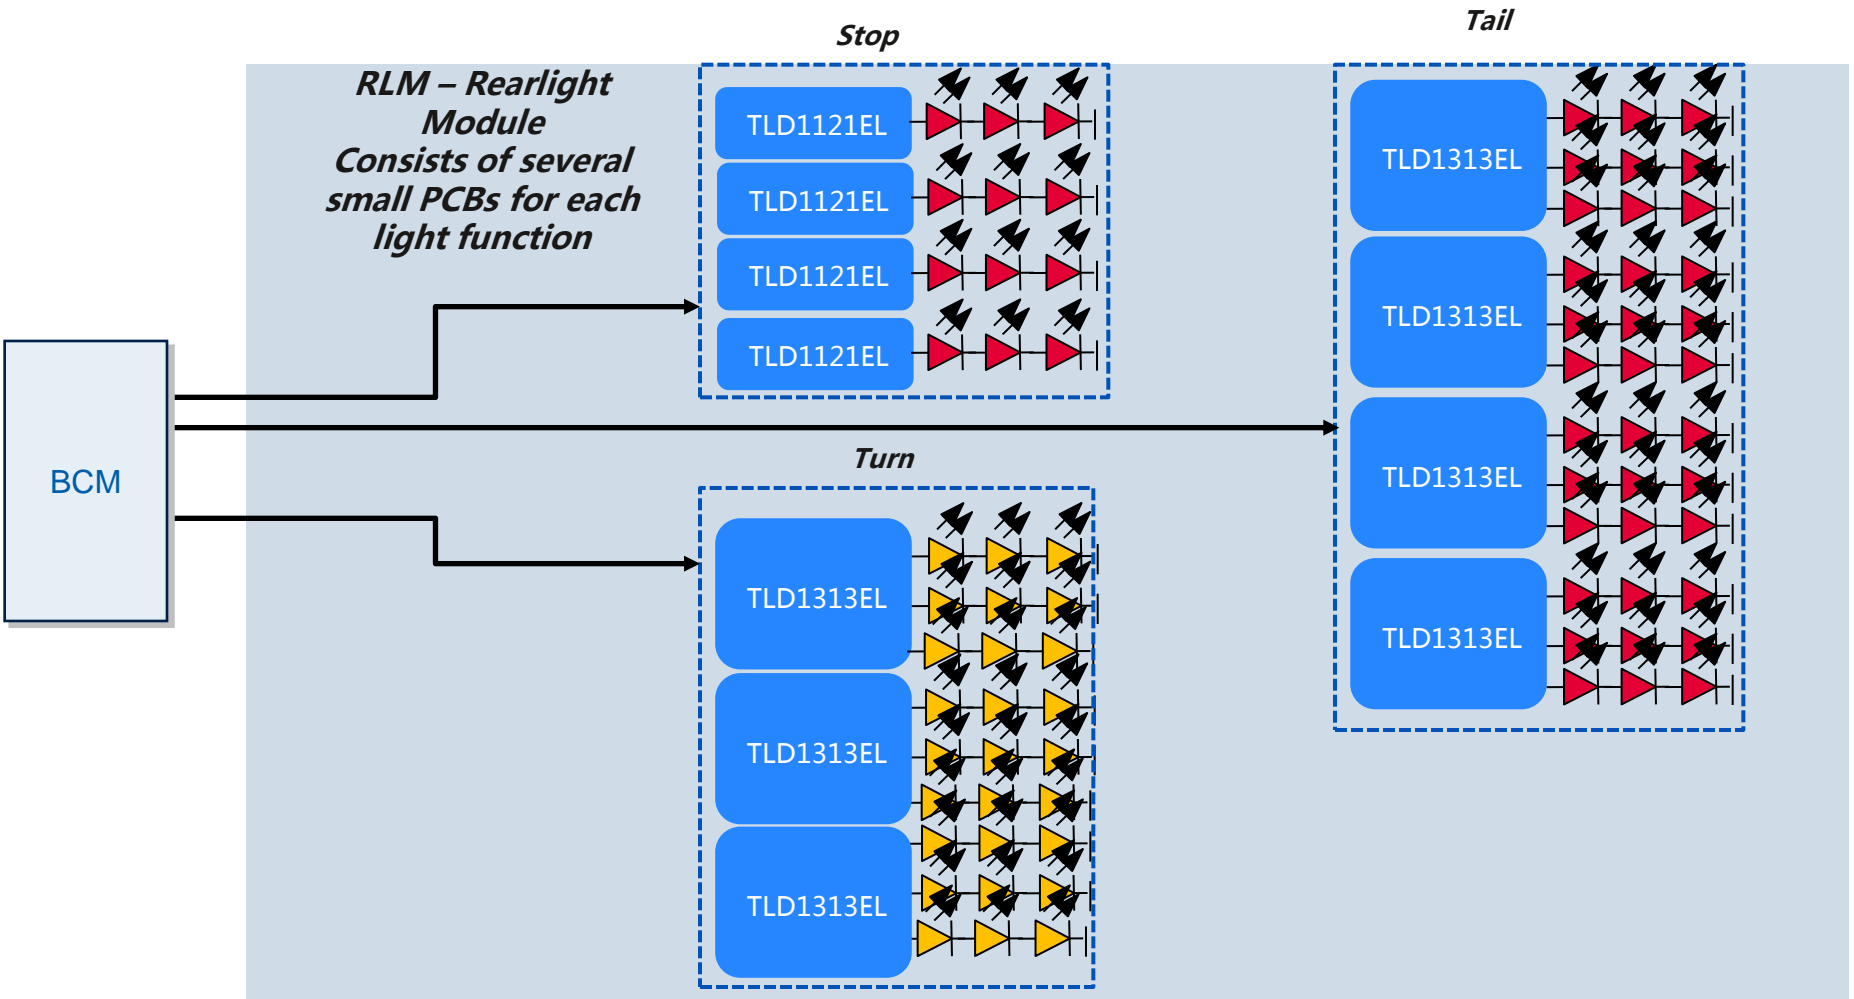 Stop
Tail
RLM – Rearlight
Module
Consists of several
small PCBs for each
light function
TLD1121EL
TLD1121EL
TLD1121EL
TLD1121EL
TLD1313EL
TLD1313EL
TLD1313EL
TLD1313EL
BCM
Turn
TLD1313EL
TLD1313EL
TLD1313EL